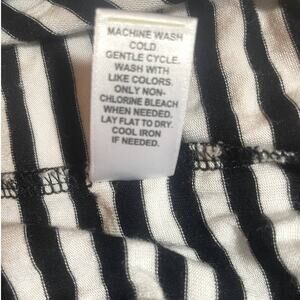 MACHINE WASH
COLD
GENTLE CYCLE.
WASH WITH
LIKE COLORS.
ONLY NON-
CHLORINE BLEACH
WHEN NEEDED.
LAY FLAT TO DRY.
COOL IRON
IF NEEDED.